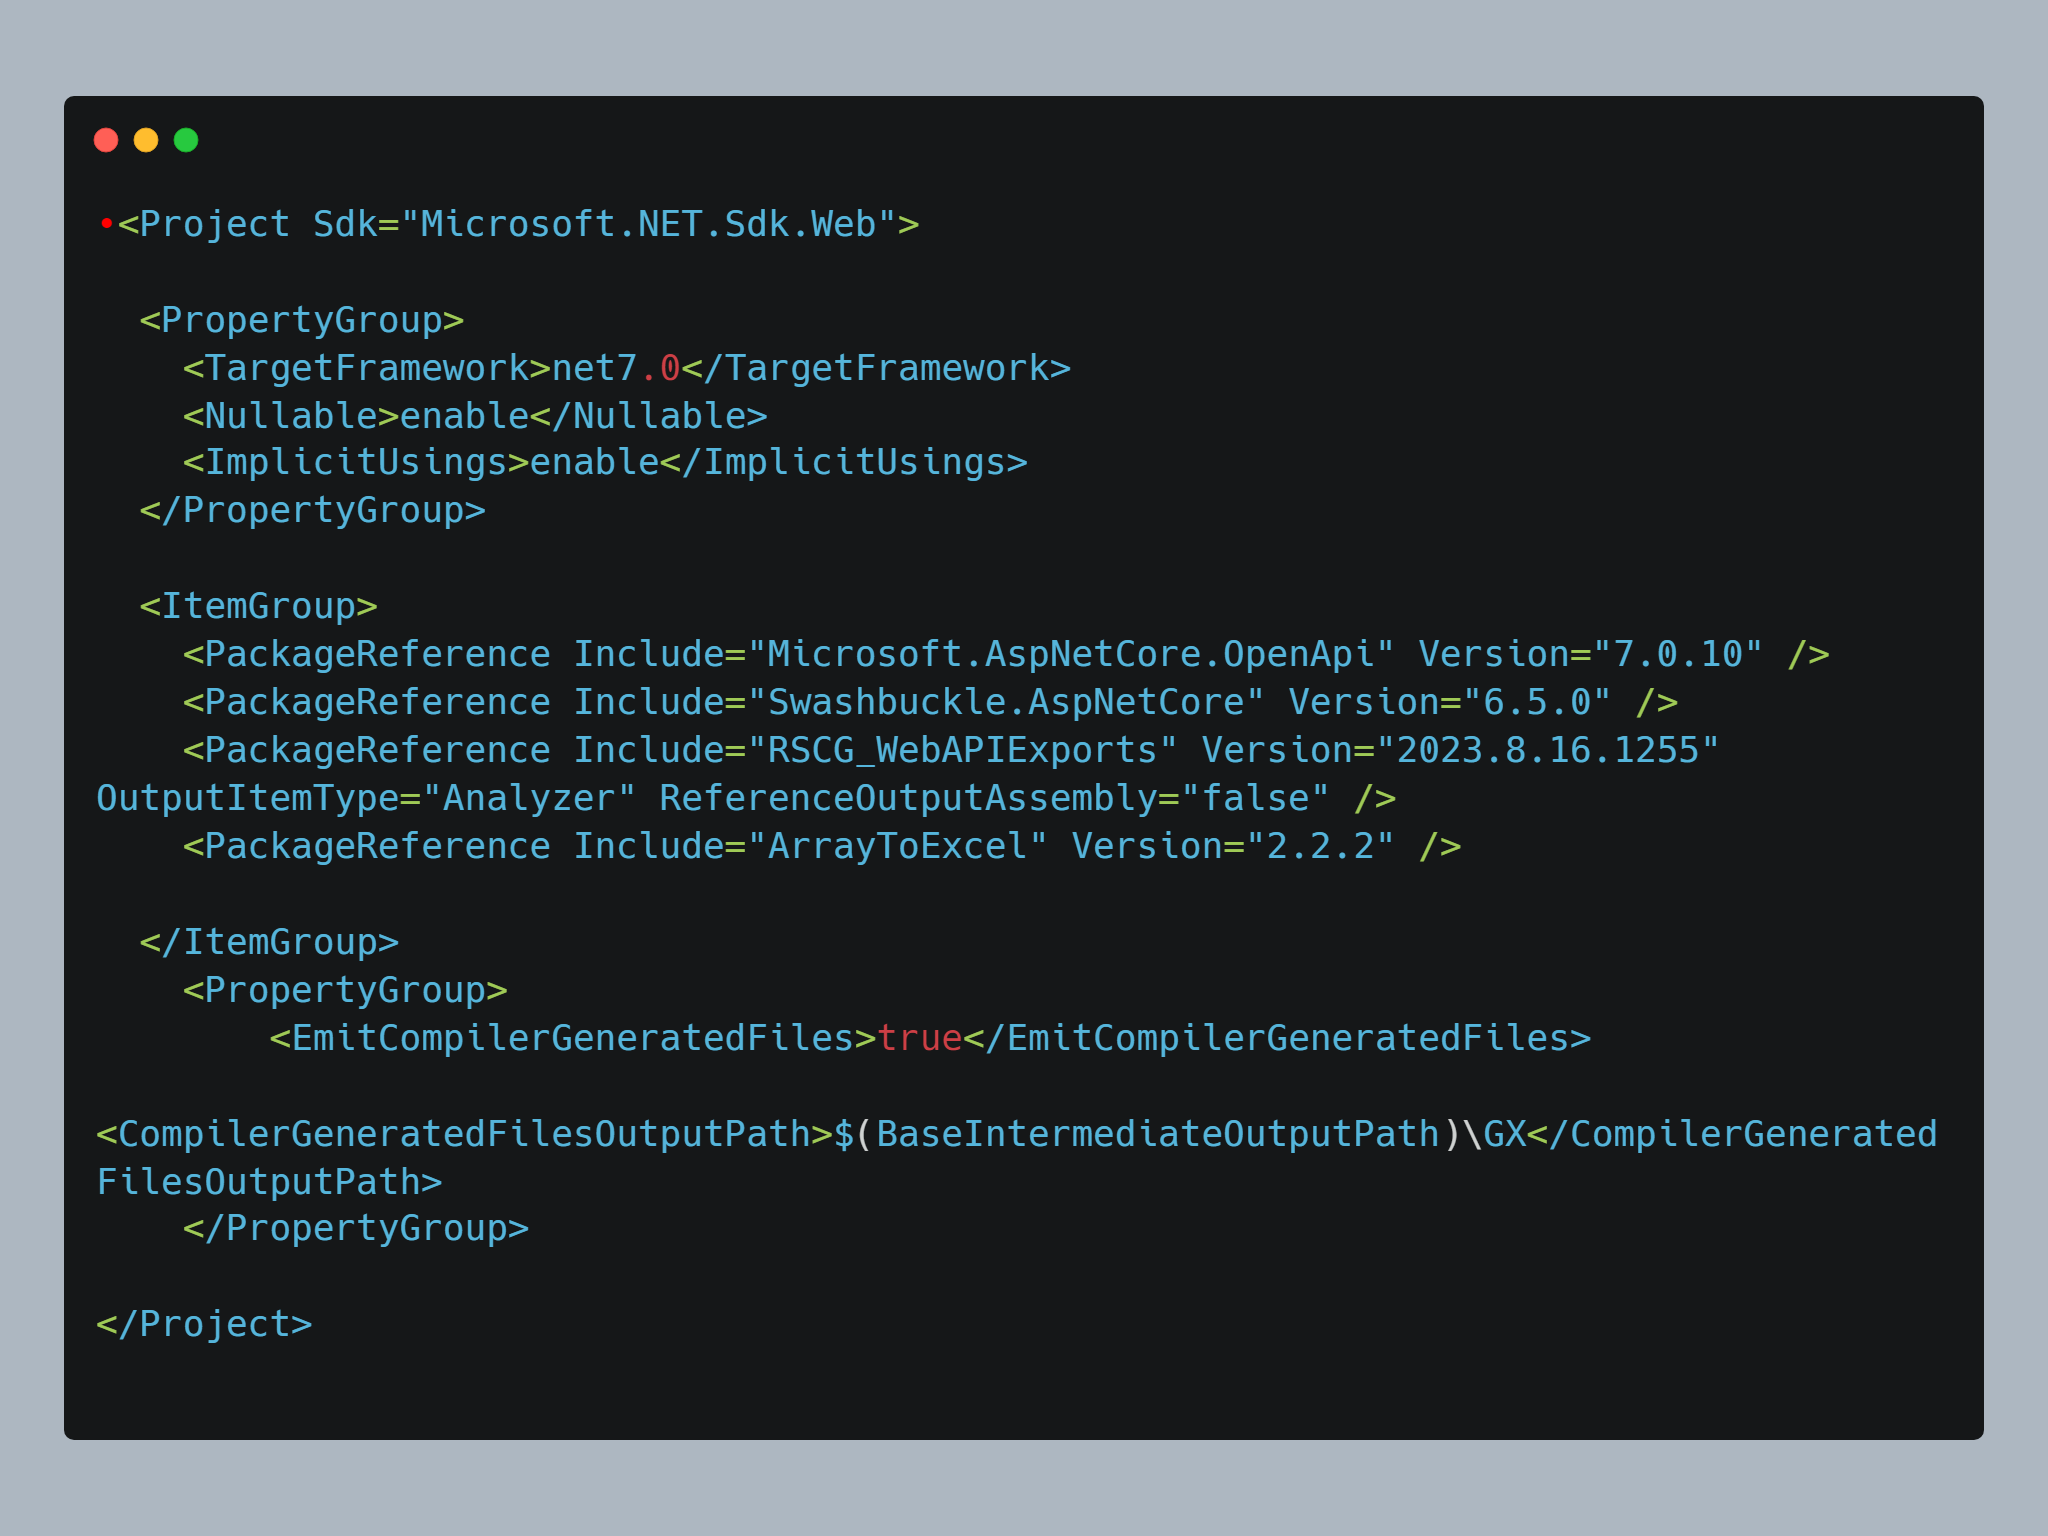 •<Project Sdk="Microsoft.NET.Sdk.Web">

  <PropertyGroup>
    <TargetFramework>net7.0</TargetFramework>
    <Nullable>enable</Nullable>
    <ImplicitUsings>enable</ImplicitUsings>
  </PropertyGroup>

  <ItemGroup>
    <PackageReference Include="Microsoft.AspNetCore.OpenApi" Version="7.0.10" />
    <PackageReference Include="Swashbuckle.AspNetCore" Version="6.5.0" />
    <PackageReference Include="RSCG_WebAPIExports" Version="2023.8.16.1255"
OutputItemType="Analyzer" ReferenceOutputAssembly="false" />
    <PackageReference Include="ArrayToExcel" Version="2.2.2" />

  </ItemGroup>
    <PropertyGroup>
        <EmitCompilerGeneratedFiles>true</EmitCompilerGeneratedFiles>

<CompilerGeneratedFilesOutputPath>$(BaseIntermediateOutputPath)\GX</CompilerGenerated
FilesOutputPath>
    </PropertyGroup>

</Project>